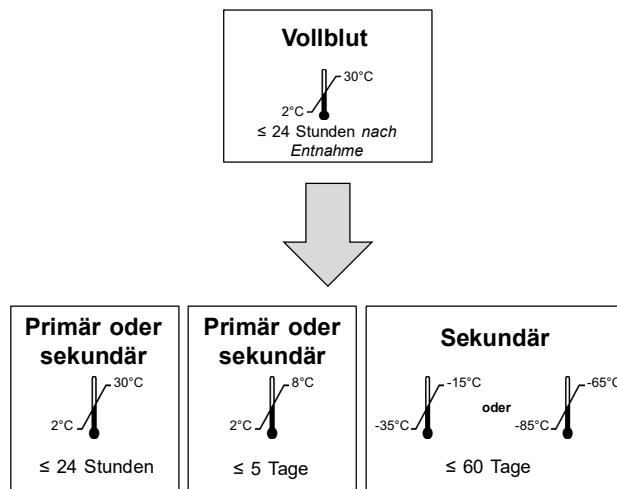 Vollblut
30°C
2°C
≤ 24 Stunden nach
Entnahme
Primär oder
sekundär
30°C
2°C
≤ 24 Stunden
Primär oder
sekundär
8°C
2°C
≤ 5 Tage
Sekundär
-15°C
-35°C
oder
-65°C
-85°C
≤ 60 Tage